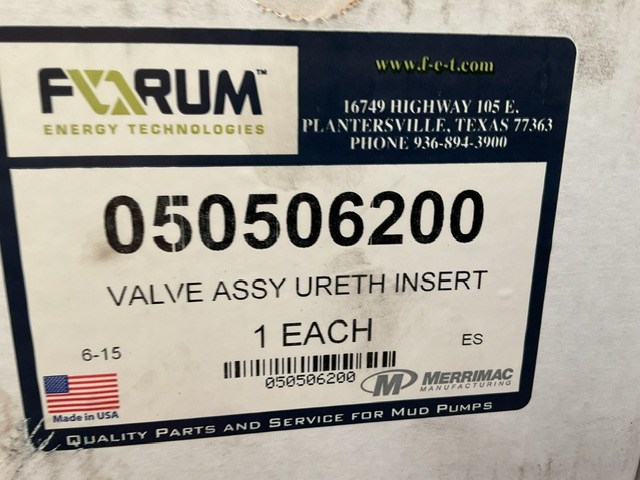 FORUM™
ENERGY TECHNOLOGIES
www.f-e-t.com
16749 HIGHWAY 105 E.
PLANTERSVILLE, TEXAS 77363
PHONE 936-894-3900
050506200
VALVE ASSY URETH INSERT
1 EACH
6-15
ES
050506200
M MERRIMAC
MANUFACTURING
Made in USA
QUALITY PARTS AND SERVICE FOR MUD PUMPS